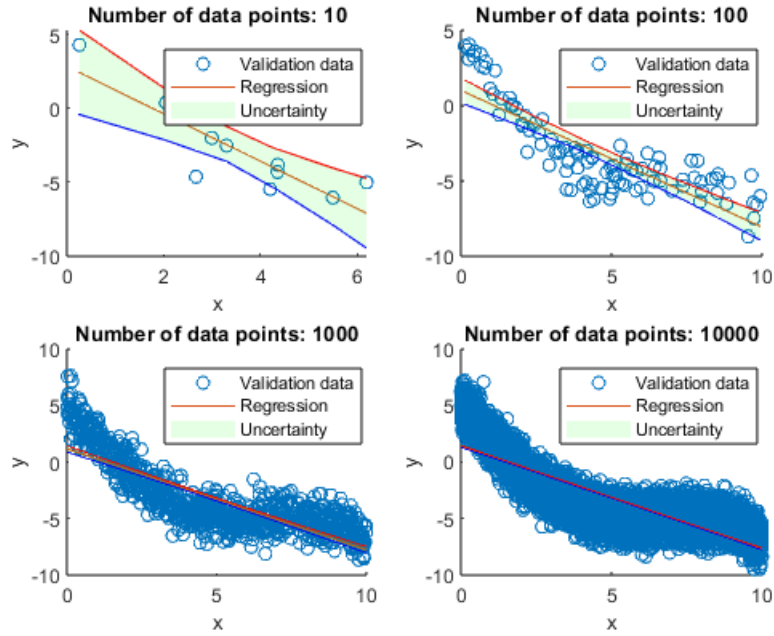 Number of data points: 10
5
0
-5
-10
y
0
2
4
6
x
Validation data
Regression
Uncertainty
Number of data points: 100
5
0
-5
-10
y
0
5
10
x
Validation data
Regression
Uncertainty
Number of data points: 1000
10
5
0
-5
-10
y
0
5
10
x
Validation data
Regression
Uncertainty
Number of data points: 10000
10
5
0
-5
-10
y
0
5
10
x
Validation data
Regression
Uncertainty